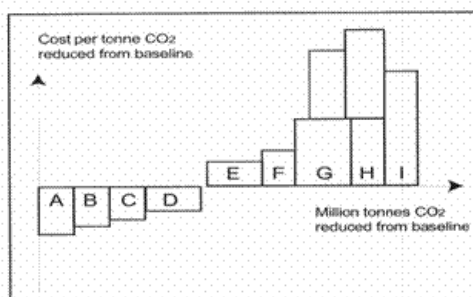 Cost per tonne CO2
reduced from baseline
A B C D E F G H I
Million tonnes CO2
reduced from baseline